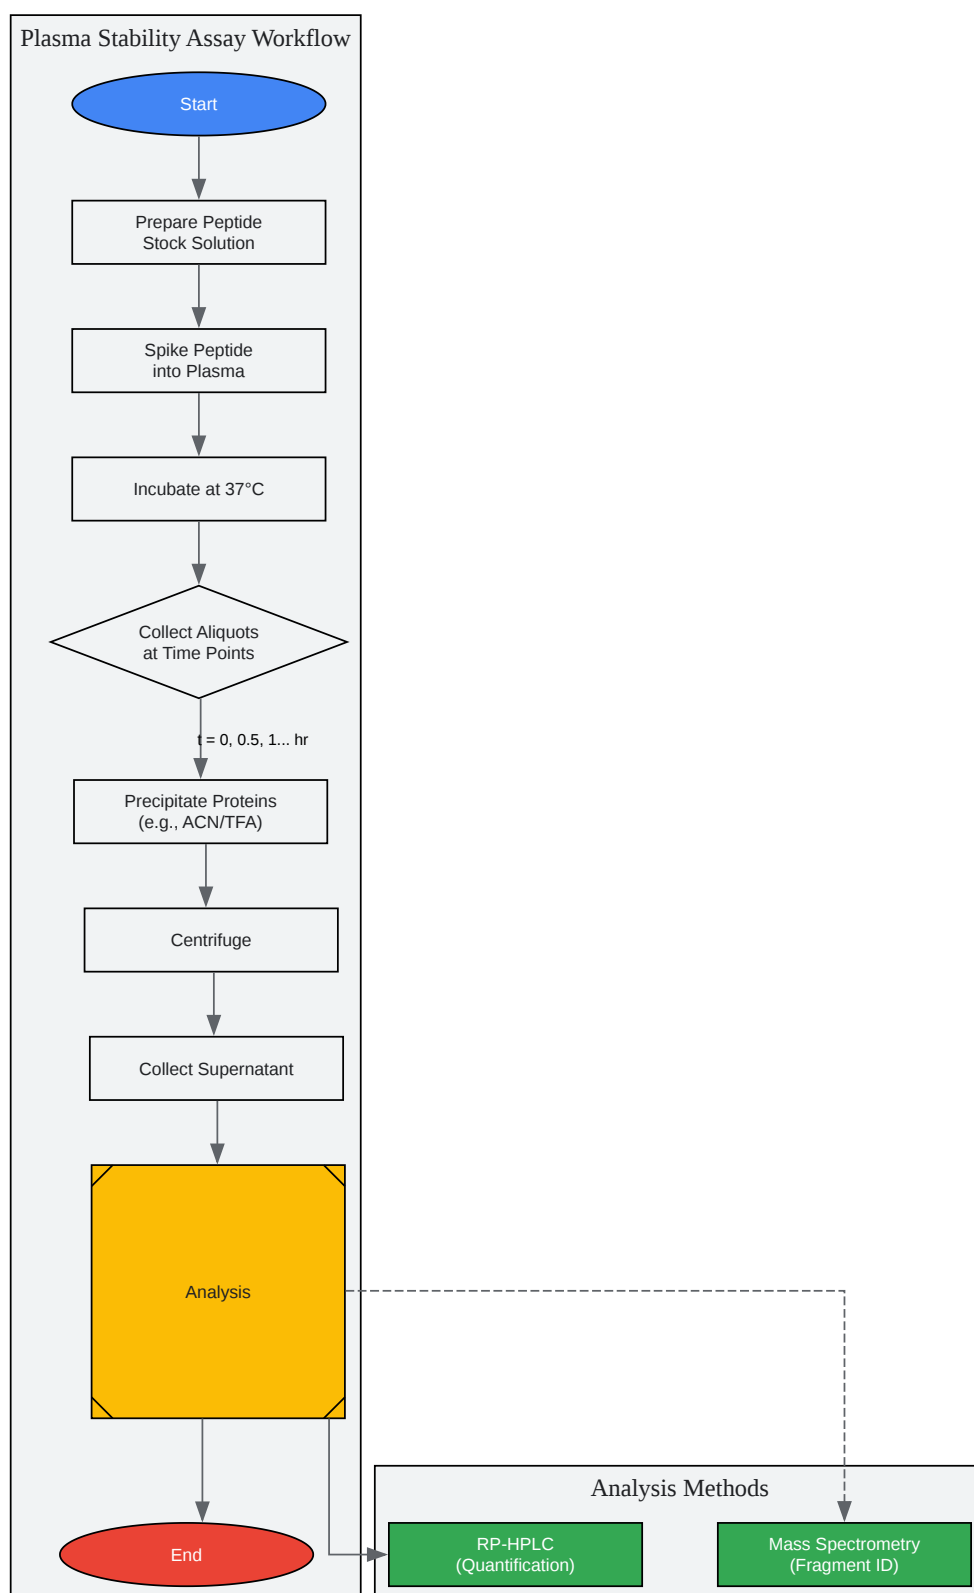 Plasma Stability Assay Workflow
Start
Prepare Peptide
Stock Solution
Spike Peptide
into Plasma
Incubate at 37°C
Collect Aliquots
at Time Points
t = 0, 0.5, 1... hr
Precipitate Proteins
(e.g., ACN/TFA)
Centrifuge
Collect Supernatant
Analysis
End
Analysis Methods
RP-HPLC
(Quantification)
Mass Spectrometry
(Fragment ID)